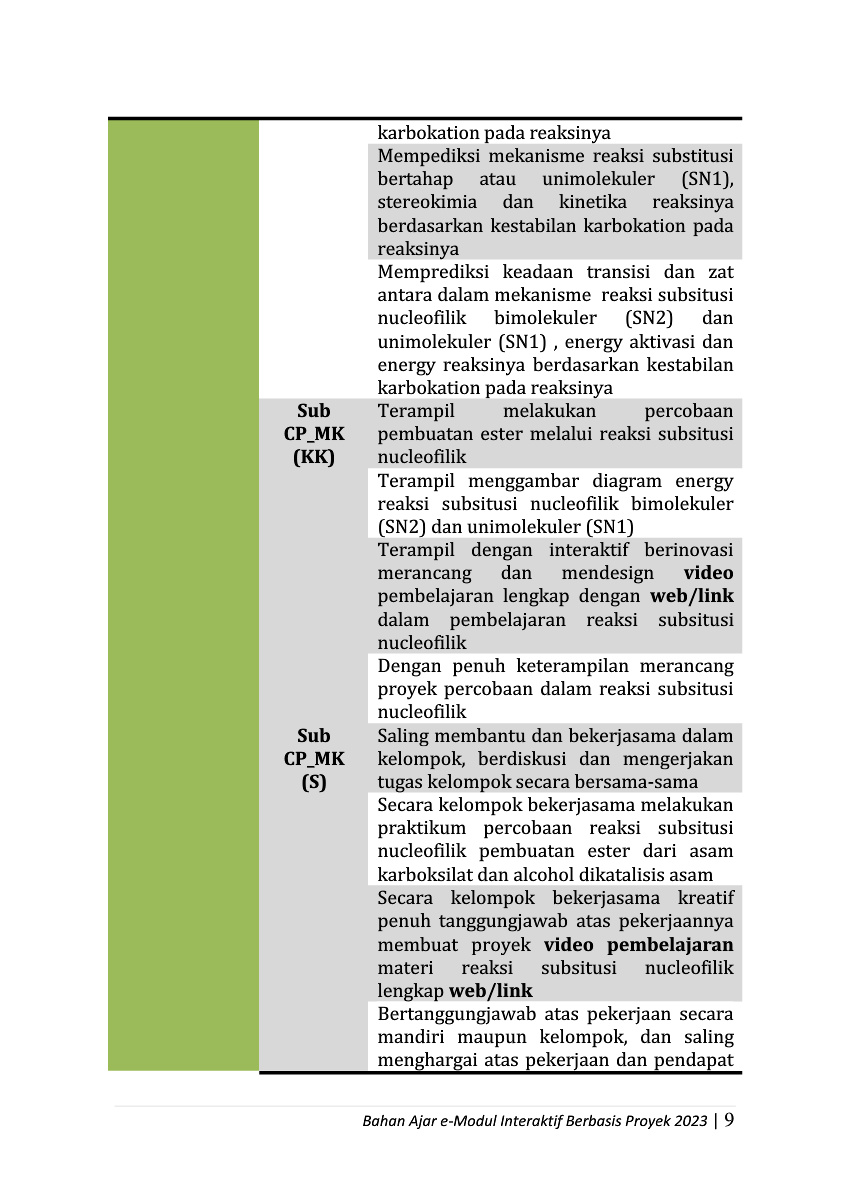 karbokation pada reaksinya
Mempediksi mekanisme reaksi substitusi
bertahap atau unimolekuler (SN1),
stereokimia dan kinetika reaksinya
berdasarkan kestabilan karbokation pada
reaksinya
Memprediksi keadaan transisi dan zat
antara dalam mekanisme reaksi subsitusi
nucleofilik bimolekuler (SN2) dan
unimolekuler (SN1) , energy aktivasi dan
energy reaksinya berdasarkan kestabilan
karbokation pada reaksinya
Sub
CP_MK
(KK)
Terampil melakukan percobaan
pembuatan ester melalui reaksi subsitusi
nucleofilik
Terampil menggambar diagram energy
reaksi subsitusi nucleofilik bimolekuler
(SN2) dan unimolekuler (SN1)
Terampil dengan interaktif berinovasi
merancang dan mendesign video
pembelajaran lengkap dengan web/link
dalam pembelajaran reaksi subsitusi
nucleofilik
Dengan penuh keterampilan merancang
proyek percobaan dalam reaksi subsitusi
nucleofilik
Sub
CP_MK
(S)
Saling membantu dan bekerjasama dalam
kelompok, berdiskusi dan mengerjakan
tugas kelompok secara bersama-sama
Secara kelompok bekerjasama melakukan
praktikum percobaan reaksi subsitusi
nucleofilik pembuatan ester dari asam
karboksilat dan alcohol dikatalisis asam
Secara kelompok bekerjasama kreatif
penuh tanggungjawab atas pekerjaannya
membuat proyek video pembelajaran
materi reaksi subsitusi nucleofilik
lengkap web/link
Bertanggungjawab atas pekerjaan secara
mandiri maupun kelompok, dan saling
menghargai atas pekerjaan dan pendapat
Bahan Ajar e-Modul Interaktif Berbasis Proyek 2023 | 9